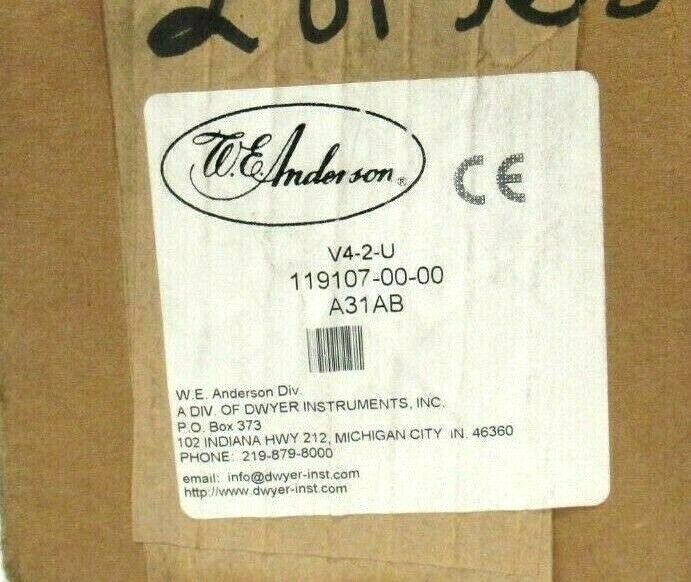 2 of
W.E. Anderson®
CE
V4-2-U
119107-00-00
A31AB
W.E. Anderson Div.
A DIV. OF DWYER INSTRUMENTS, INC.
P.O. Box 373
102 INDIANA HWY 212, MICHIGAN CITY IN. 46360
PHONE: 219-879-8000
email: info@dwyer-inst.com
http://www.dwyer-inst.com